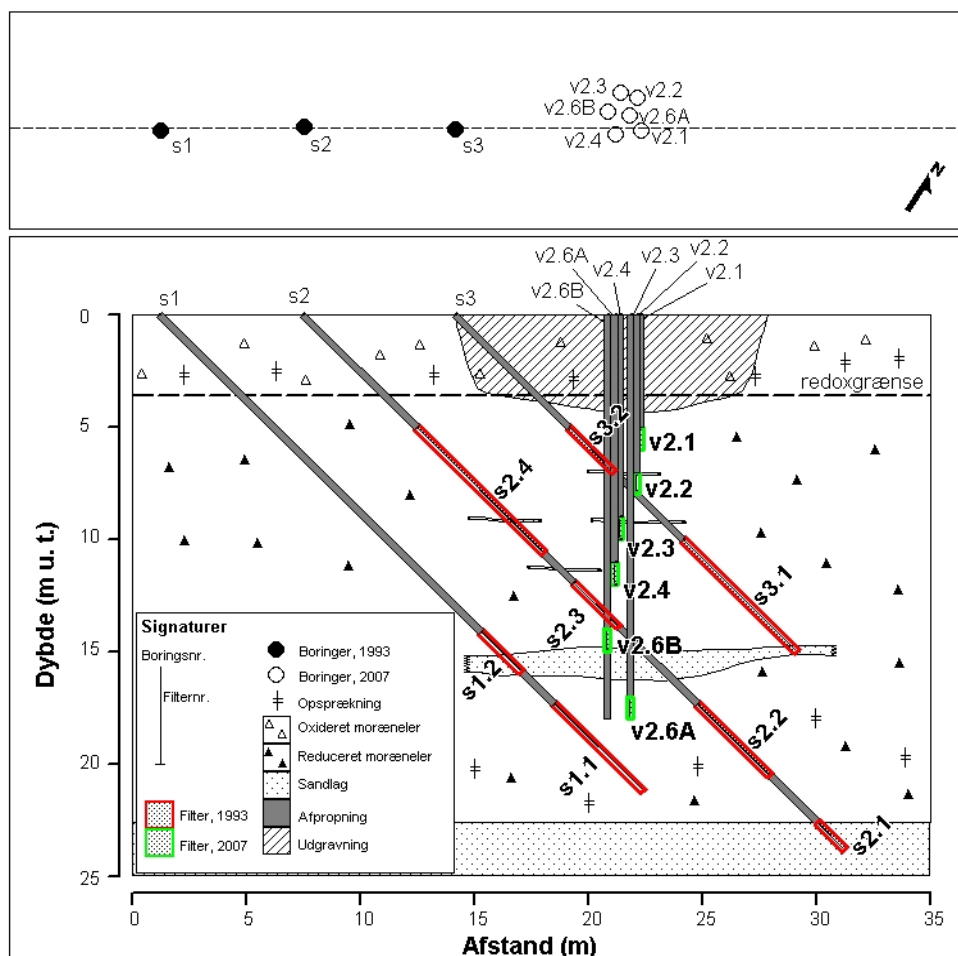 v2.3
v2.2
v2.6B
v2.6A
s1
s2
s3
v2.4
v2.1
N
v2.3
v2.2
v2.6A
v2.4
v2.1
v2.6B
s1
s2
s3
0
redoxgrænse
5
s3.2
v2.1
s2.4
v2.2
10
v2.3
s3.1
v2.4
s2.3
Signaturer
Boringsnr.
Filternr.
Boringer, 1993
Boringer, 2007
Opsprækning
Oxideret moræneler
Reduceret moræneler
Sandlag
Filter, 1993
Afpropning
Filter, 2007
Udgravning
15
v2.6B
s1.2
v2.6A
s2.2
s1.1
20
s2.1
25
Dybde (m u. t.)
0
5
10
15
20
25
30
35
Afstand (m)